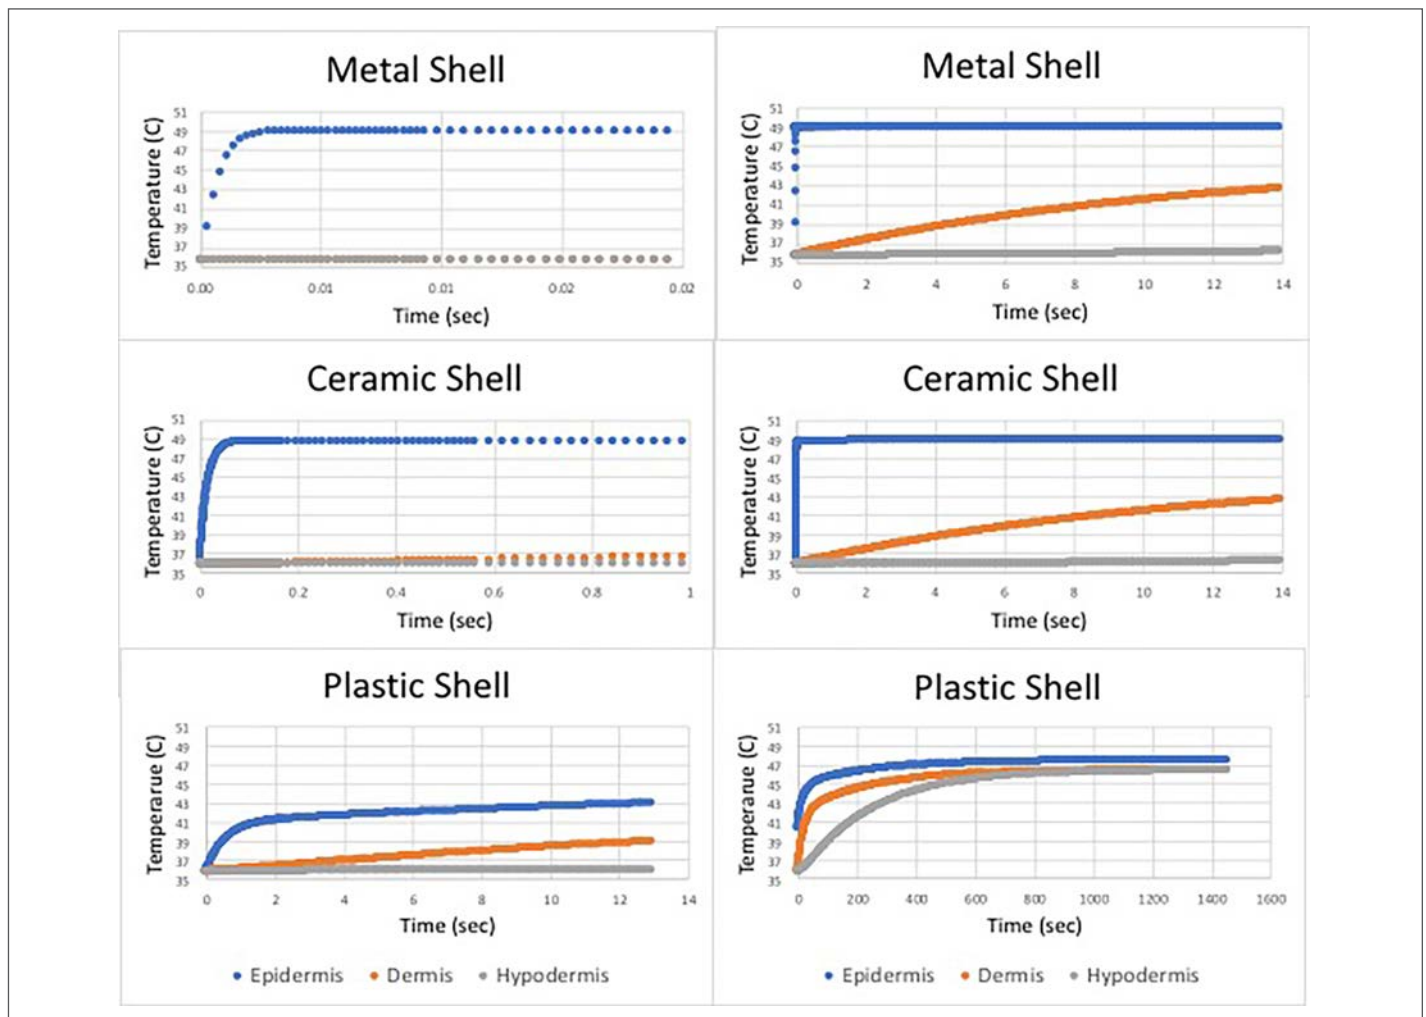 Metal Shell
Temperature (C)
51
49
47
45
43
41
39
37
35
0.00 0.01 0.01 0.02 0.02
Time (sec)
Metal Shell
Temperature (C)
51
49
47
45
43
41
39
37
35
0 2 4 6 8 10 12 14
Time (sec)
Ceramic Shell
Temperature (C)
51
49
47
45
43
41
39
37
35
0 0.2 0.4 0.6 0.8 1
Time (sec)
Ceramic Shell
Temperature (C)
51
49
47
45
43
41
39
37
35
0 2 4 6 8 10 12 14
Time (sec)
Plastic Shell
Temperarue (C)
51
49
47
45
43
41
39
37
35
0 2 4 6 8 10 12 14
Time (sec)
Epidermis Dermis Hypodermis
Plastic Shell
Temperarue (C)
51
49
47
45
43
41
39
37
35
0 200 400 600 800 1000 1200 1400 1600
Time (sec)
Epidermis Dermis Hypodermis